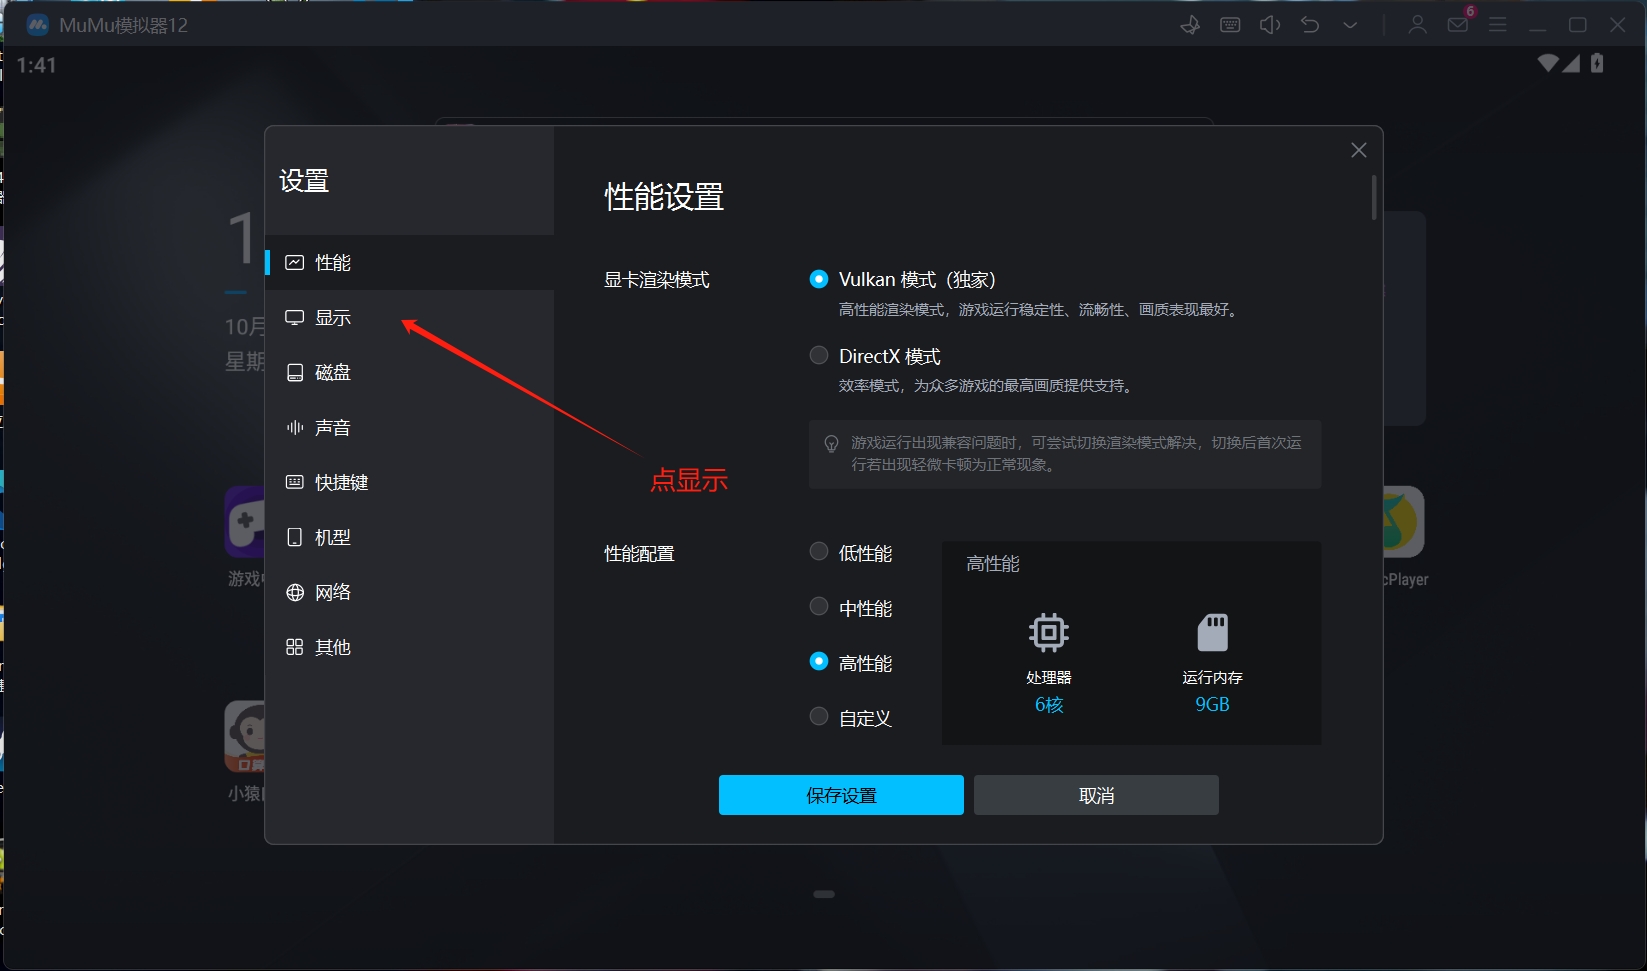 MuMu模拟器12
6
1:41
设置
性能
显示
磁盘
声音
快捷键
机型
网络
其他
点显示
性能设置
显卡渲染模式
Vulkan 模式（独家）
高性能渲染模式，游戏运行稳定性、流畅性、画质表现最好。
DirectX 模式
效率模式，为众多游戏的最高画质提供支持。
游戏运行出现兼容问题时，可尝试切换渲染模式解决，切换后首次运
行若出现轻微卡顿为正常现象。
性能配置
低性能
中性能
高性能
自定义
高性能
处理器
6核
运行内存
9GB
保存设置
取消
1
10月
星期
游戏
cPlayer
小猿